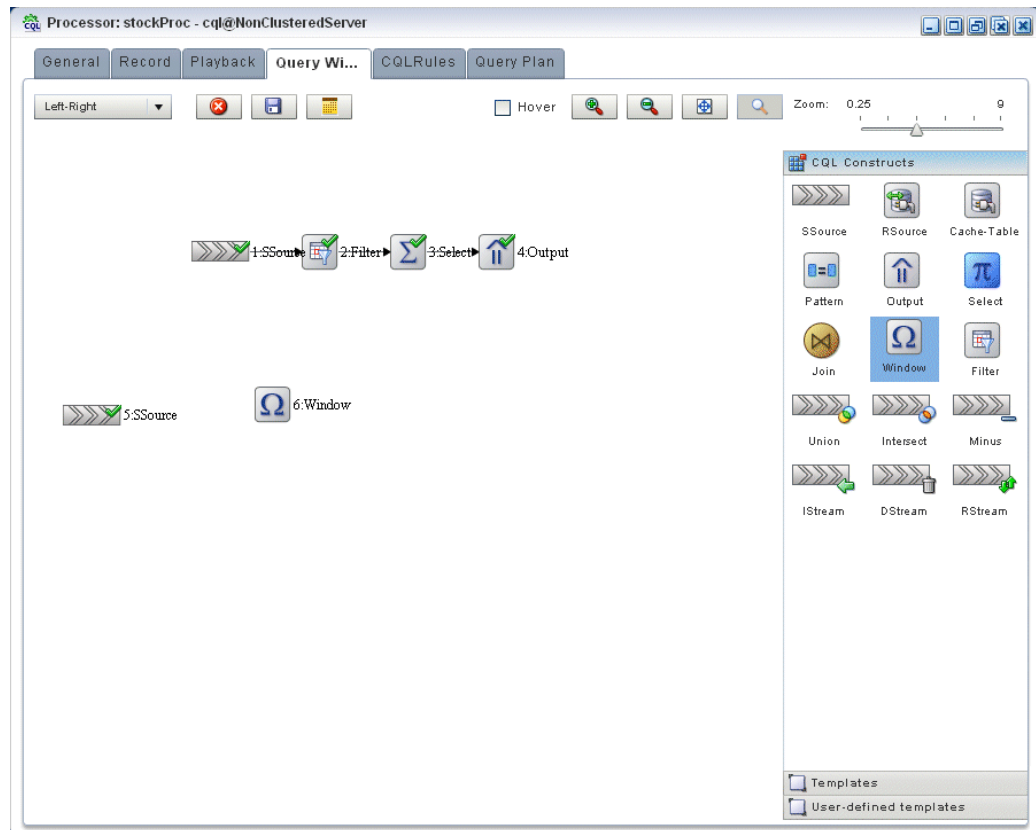 CQL Processor: stockProc - cql@NonClusteredServer
General Record Playback Query Wi... CQLRules Query Plan
Left-Right Hover Zoom: 0.25 9
CQL Constructs
SSource RSource Cache-Table
1:SSource 2:Filter 3:Select 4:Output
Pattern Output Select
Join Window Filter
5:SSource 6:Window
Union Intersect Minus
IStream DStream RStream
Templates
User-defined templates